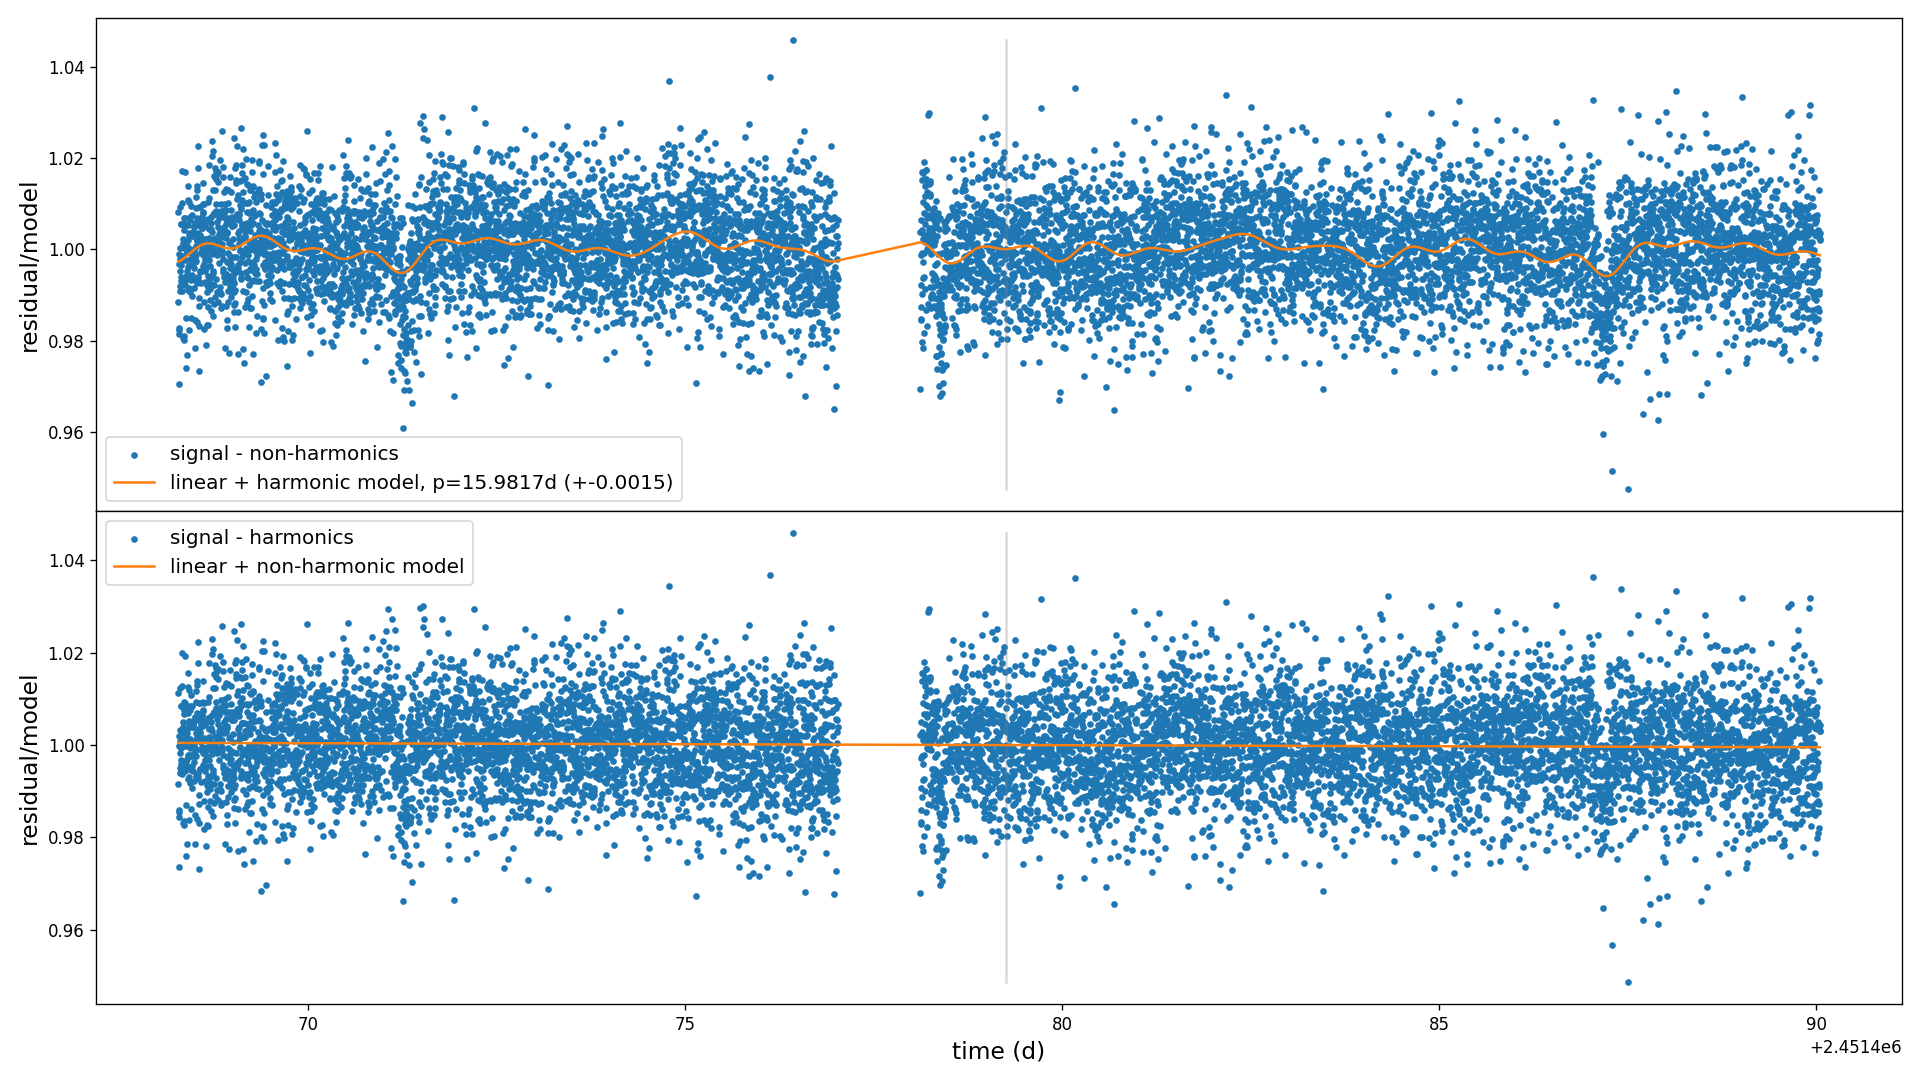 1.04
1.02
1.00
0.98
0.96
residual/model
signal - non-harmonics
linear + harmonic model, p=15.9817d (+-0.0015)
signal - harmonics
linear + non-harmonic model
1.04
1.02
1.00
0.98
0.96
residual/model
70 75 80 85 90
time (d)
+2.4514e6